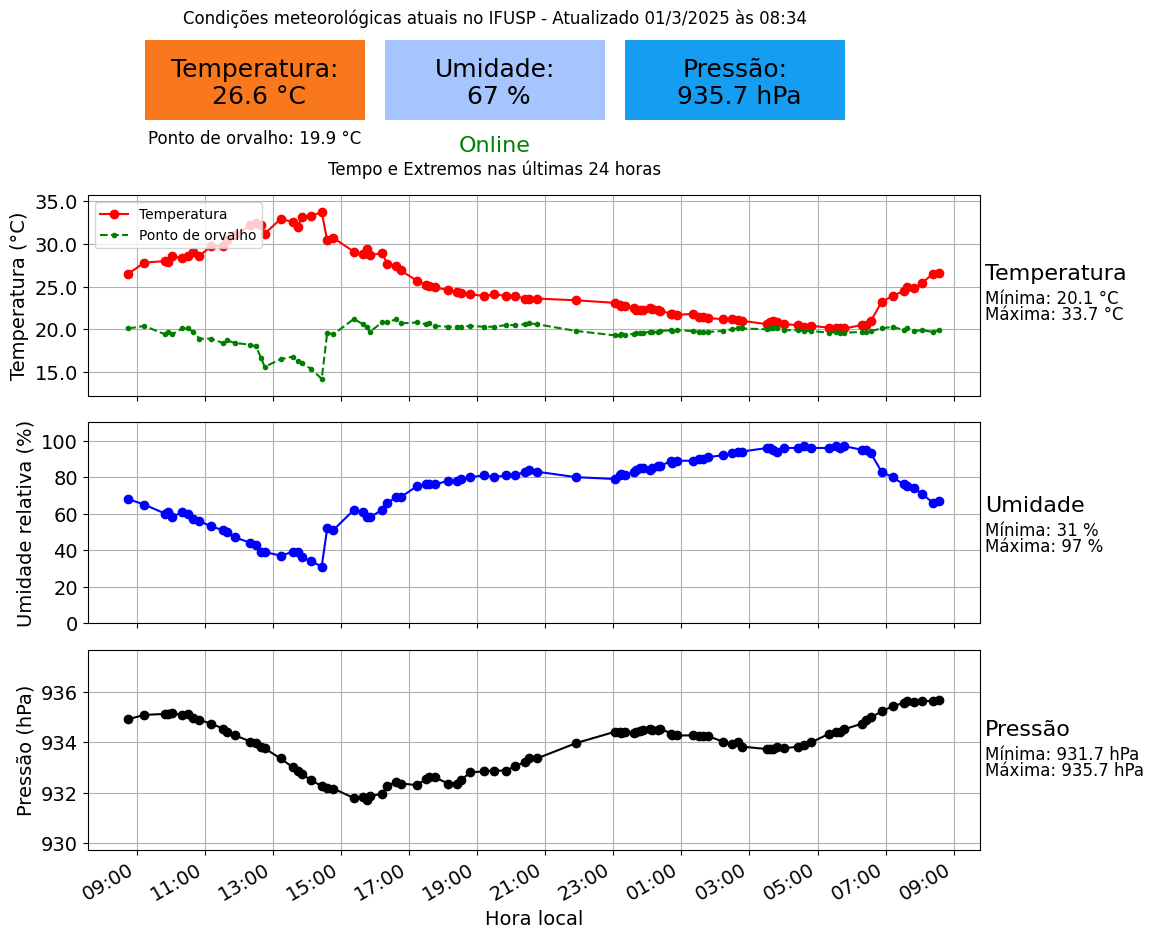 Condições meteorológicas atuais no IFUSP - Atualizado 01/3/2025 às 08:34
Temperatura:
26.6 °C
Umidade:
67 %
Pressão:
935.7 hPa
Ponto de orvalho: 19.9 °C
Online
Tempo e Extremos nas últimas 24 horas
Temperatura (°C)
35.0
30.0
25.0
20.0
15.0
Temperatura
Ponto de orvalho
Temperatura
Mínima: 20.1 °C
Máxima: 33.7 °C
Umidade relativa (%)
100
80
60
40
20
0
Umidade
Mínima: 31 %
Máxima: 97 %
Pressão (hPa)
936
934
932
930
Pressão
Mínima: 931.7 hPa
Máxima: 935.7 hPa
09:00
11:00
13:00
15:00
17:00
19:00
21:00
23:00
01:00
03:00
05:00
07:00
09:00
Hora local